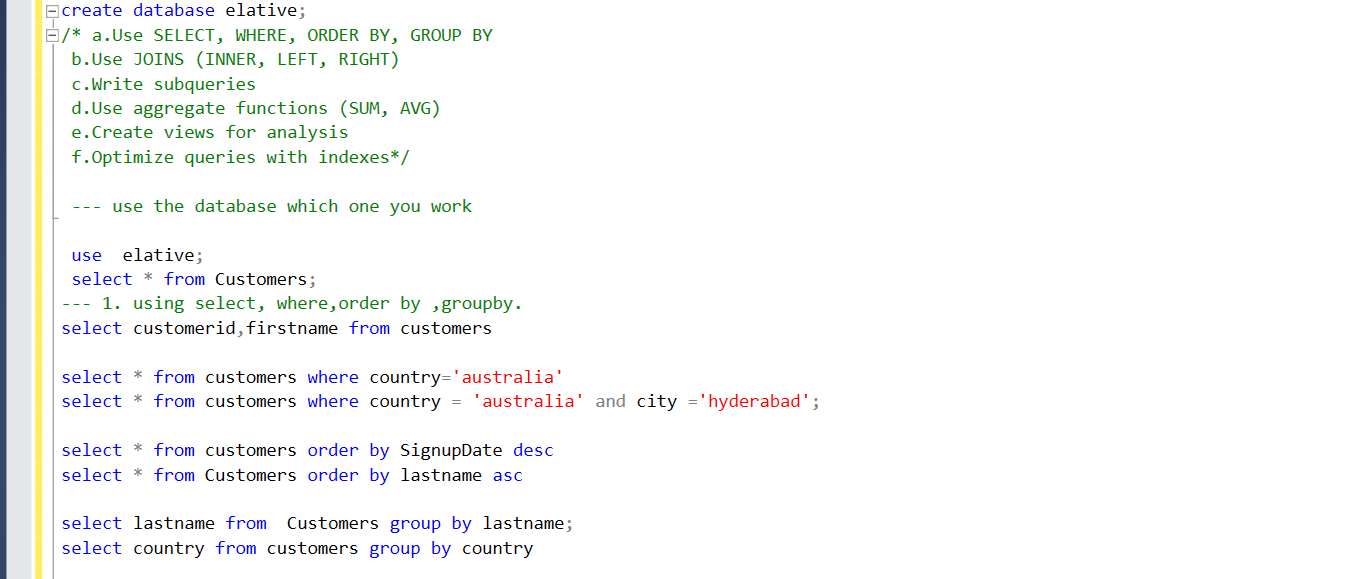 create database elative;
/* a.Use SELECT, WHERE, ORDER BY, GROUP BY
b.Use JOINS (INNER, LEFT, RIGHT)
c.Write subqueries
d.Use aggregate functions (SUM, AVG)
e.Create views for analysis
f.Optimize queries with indexes*/
--- use the database which one you work
use  elative;
select * from Customers;
--- 1. using select, where,order by ,groupby.
select customerid,firstname from customers
select * from customers where country='australia'
select * from customers where country = 'australia' and city ='hyderabad';
select * from customers order by SignupDate desc
select * from Customers order by lastname asc
select lastname from  Customers group by lastname;
select country from customers group by country